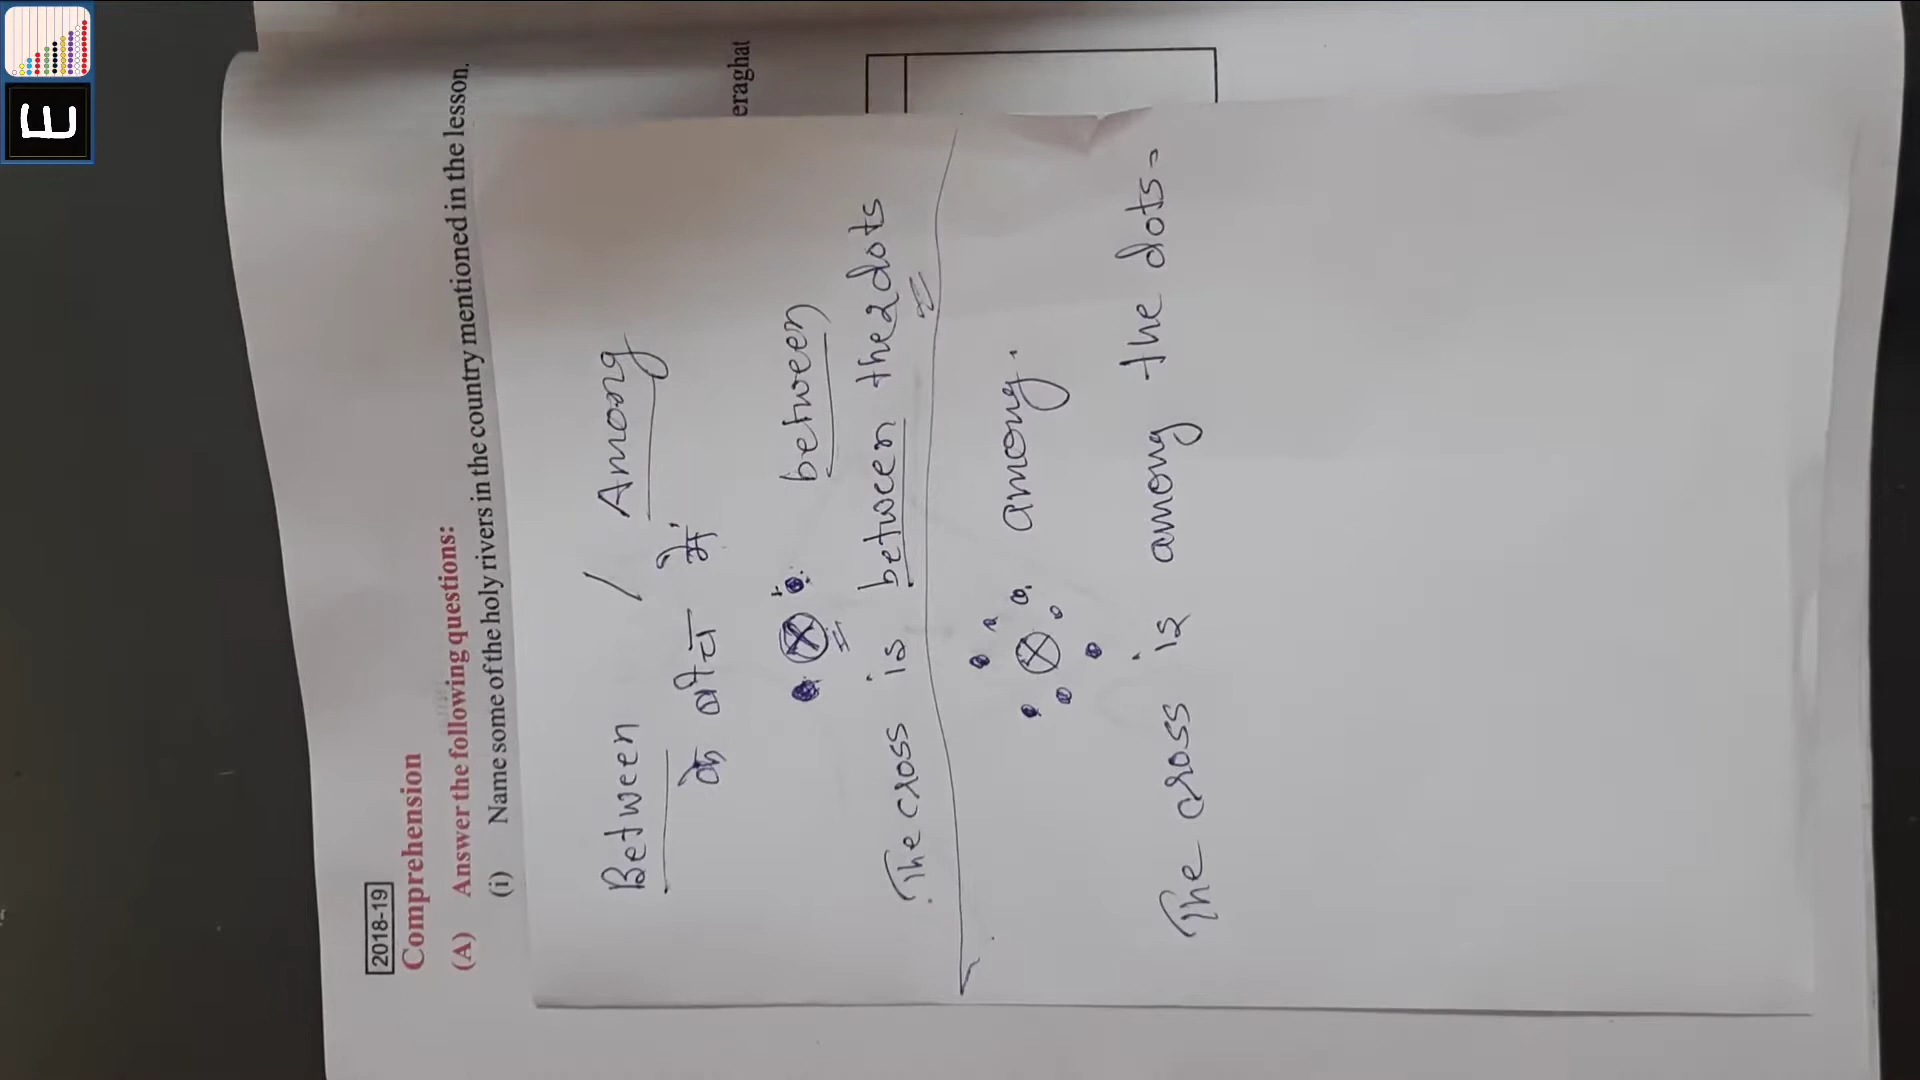 E
2018-19
Comprehension
(A) Answer the following questions:
(i) Name some of the holy rivers in the country mentioned in the lesson.
eraghat
Between / Among
के बीच में
between
The cross is between the 2 dots
among.
The cross is among the dots.